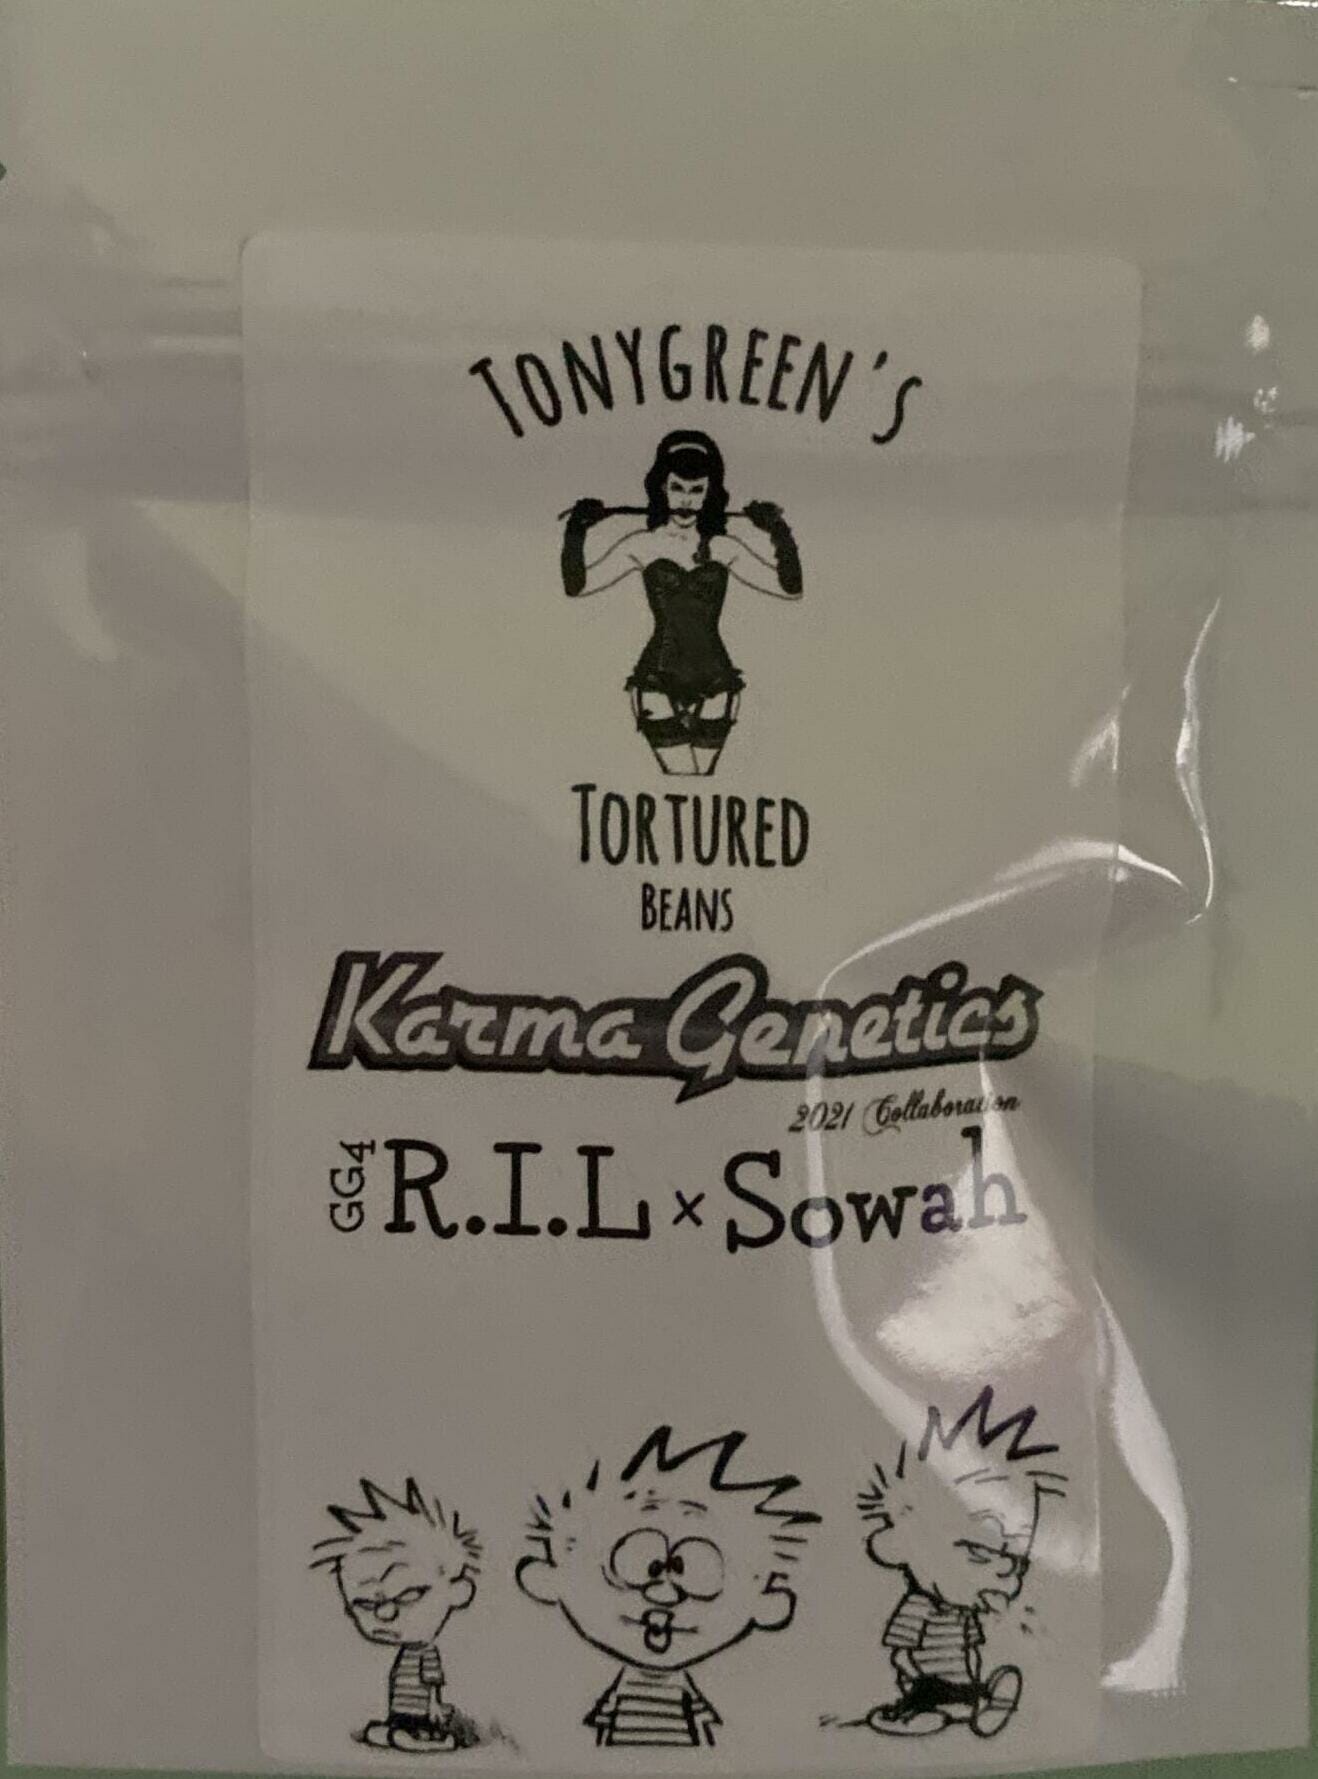 TONYGREEN'S
TORTURED
BEANS
Karma Genetics
2021 Collaboration
GG4 R.I.L x Sowah